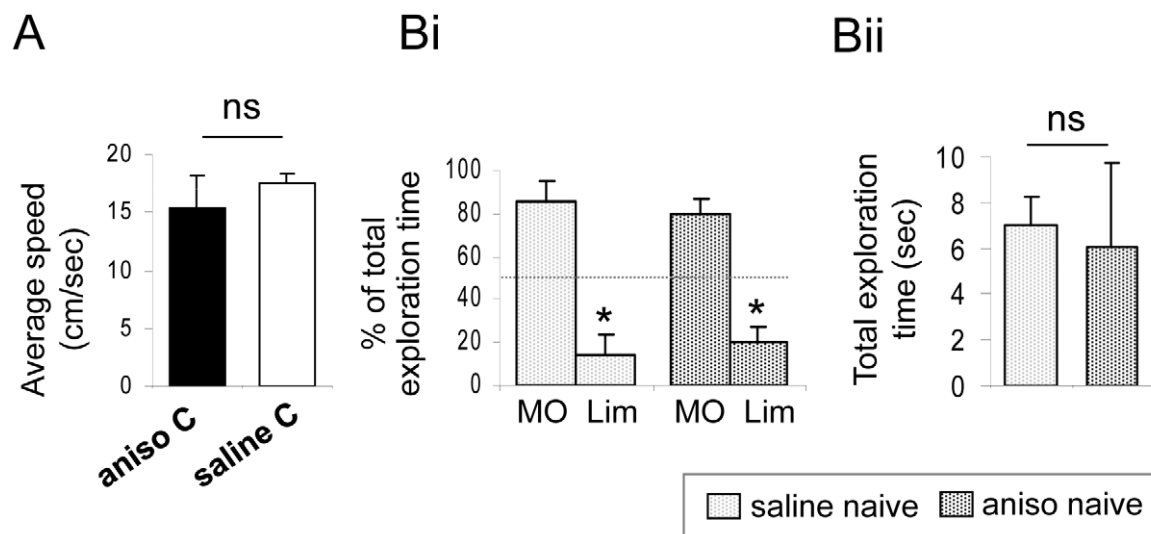 A
Bi
Bii
ns
Average speed
(cm/sec)
20
15
10
5
0
aniso C
saline C
% of total
exploration time
100
80
60
40
20
0
*
*
MO Lim MO Lim
ns
Total exploration
time (sec)
10
8
6
4
2
0
saline naive aniso naive